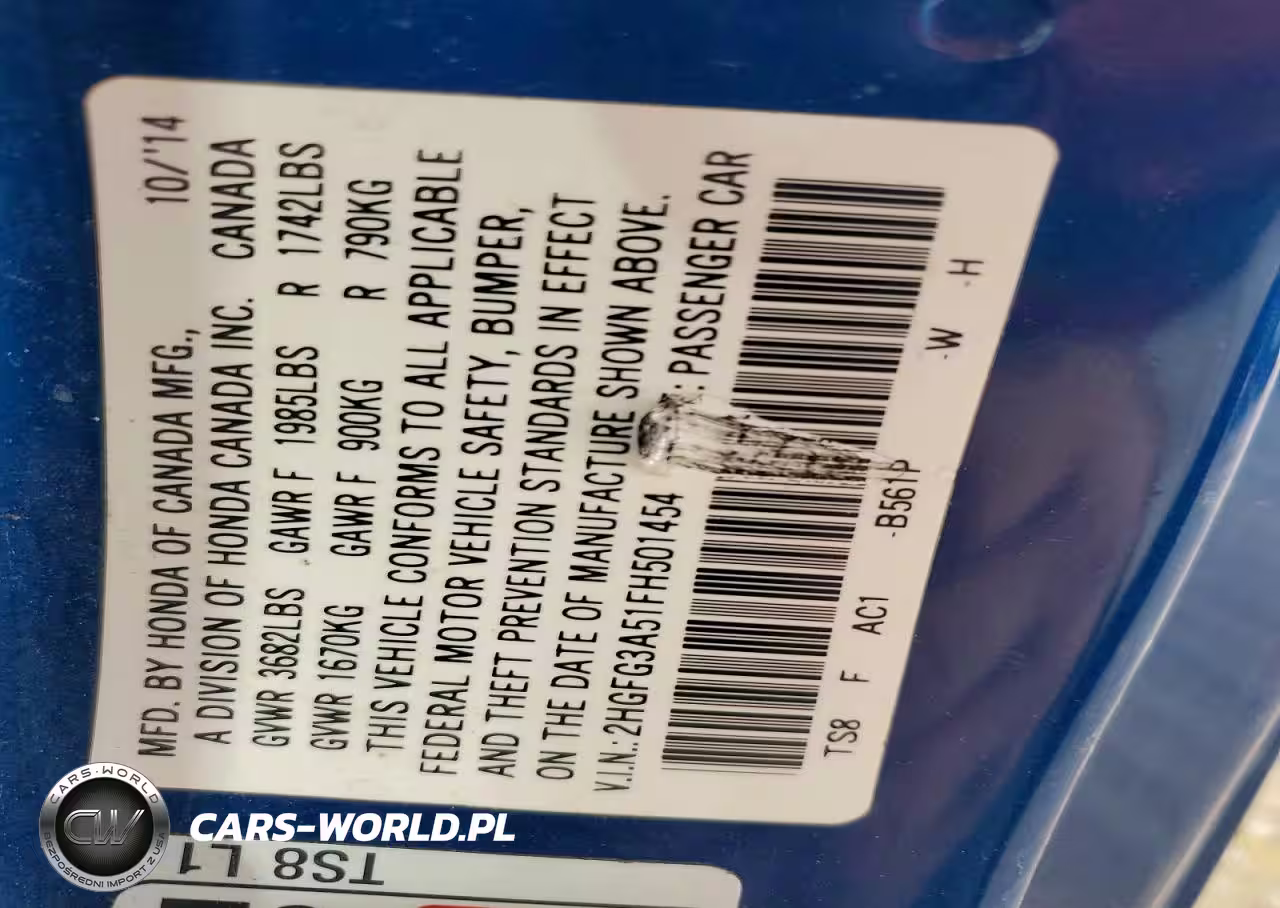 MFD. BY HONDA OF CANADA MFG., 10/'14
A DIVISION OF HONDA CANADA INC. CANADA
GVWR 3682LBS GAWR F 1985LBS R 1742LBS
GVWR 1670KG GAWR F 900KG R 790KG
THIS VEHICLE CONFORMS TO ALL APPLICABLE
FEDERAL MOTOR VEHICLE SAFETY, BUMPER,
AND THEFT PREVENTION STANDARDS IN EFFECT
ON THE DATE OF MANUFACTURE SHOWN ABOVE.
V.I.N.: 2HGFG3A51FH501454 : PASSENGER CAR
TS8 F AC1 -B561P -W -H
TS8 L1
CARS-WORLD
CW
BEZPOŚREDNI IMPORT Z USA
CARS-WORLD.PL